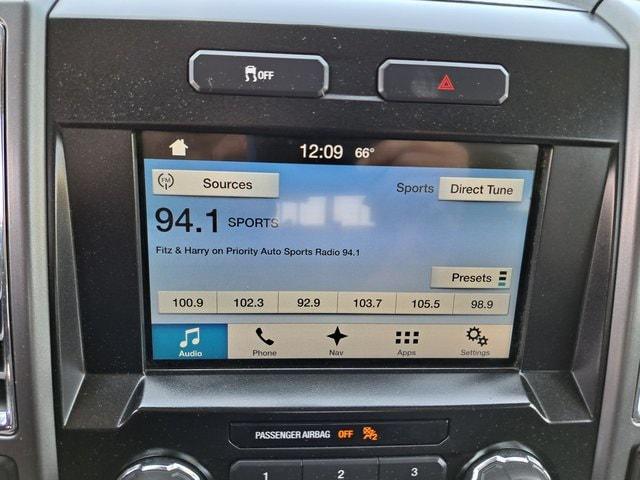 OFF
12:09 66°
FM Sources
Sports Direct Tune
94.1 SPORTS
Fitz & Harry on Priority Auto Sports Radio 94.1
Presets
100.9 102.3 92.9 103.7 105.5 98.9
Audio Phone Nav Apps Settings
PASSENGER AIRBAG OFF 2
1 2 3